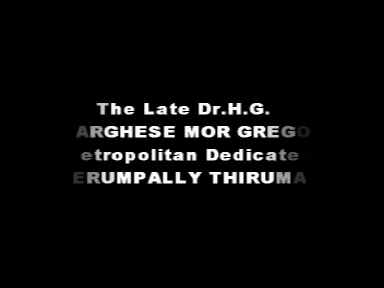 The Late Dr.H.G.
ARGHESE MOR GREGO
etropolitan Dedicate
ERUMPALLY THIRUMA